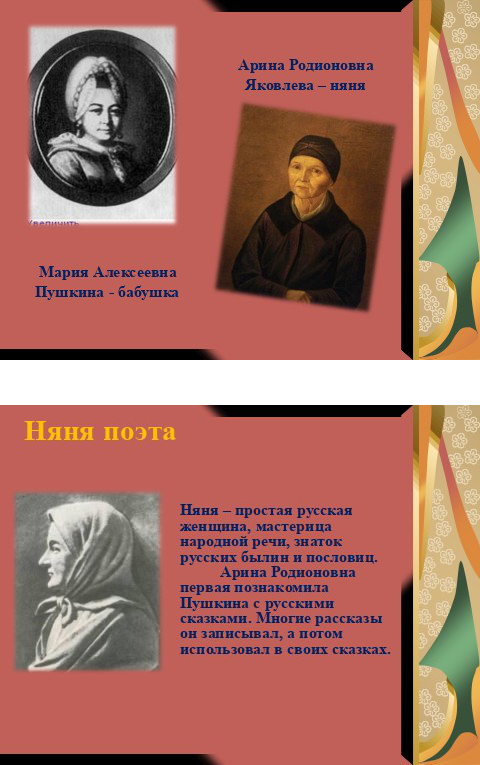 Арина Родионовна
Яковлева – няня
Увеличить
Мария Алексеевна
Пушкина - бабушка
Няня поэта
Няня – простая русская
женщина, мастерица
народной речи, знаток
русских былин и пословиц.
Арина Родионовна
первая познакомила
Пушкина с русскими
сказками. Многие рассказы
он записывал, а потом
использовал в своих сказках.